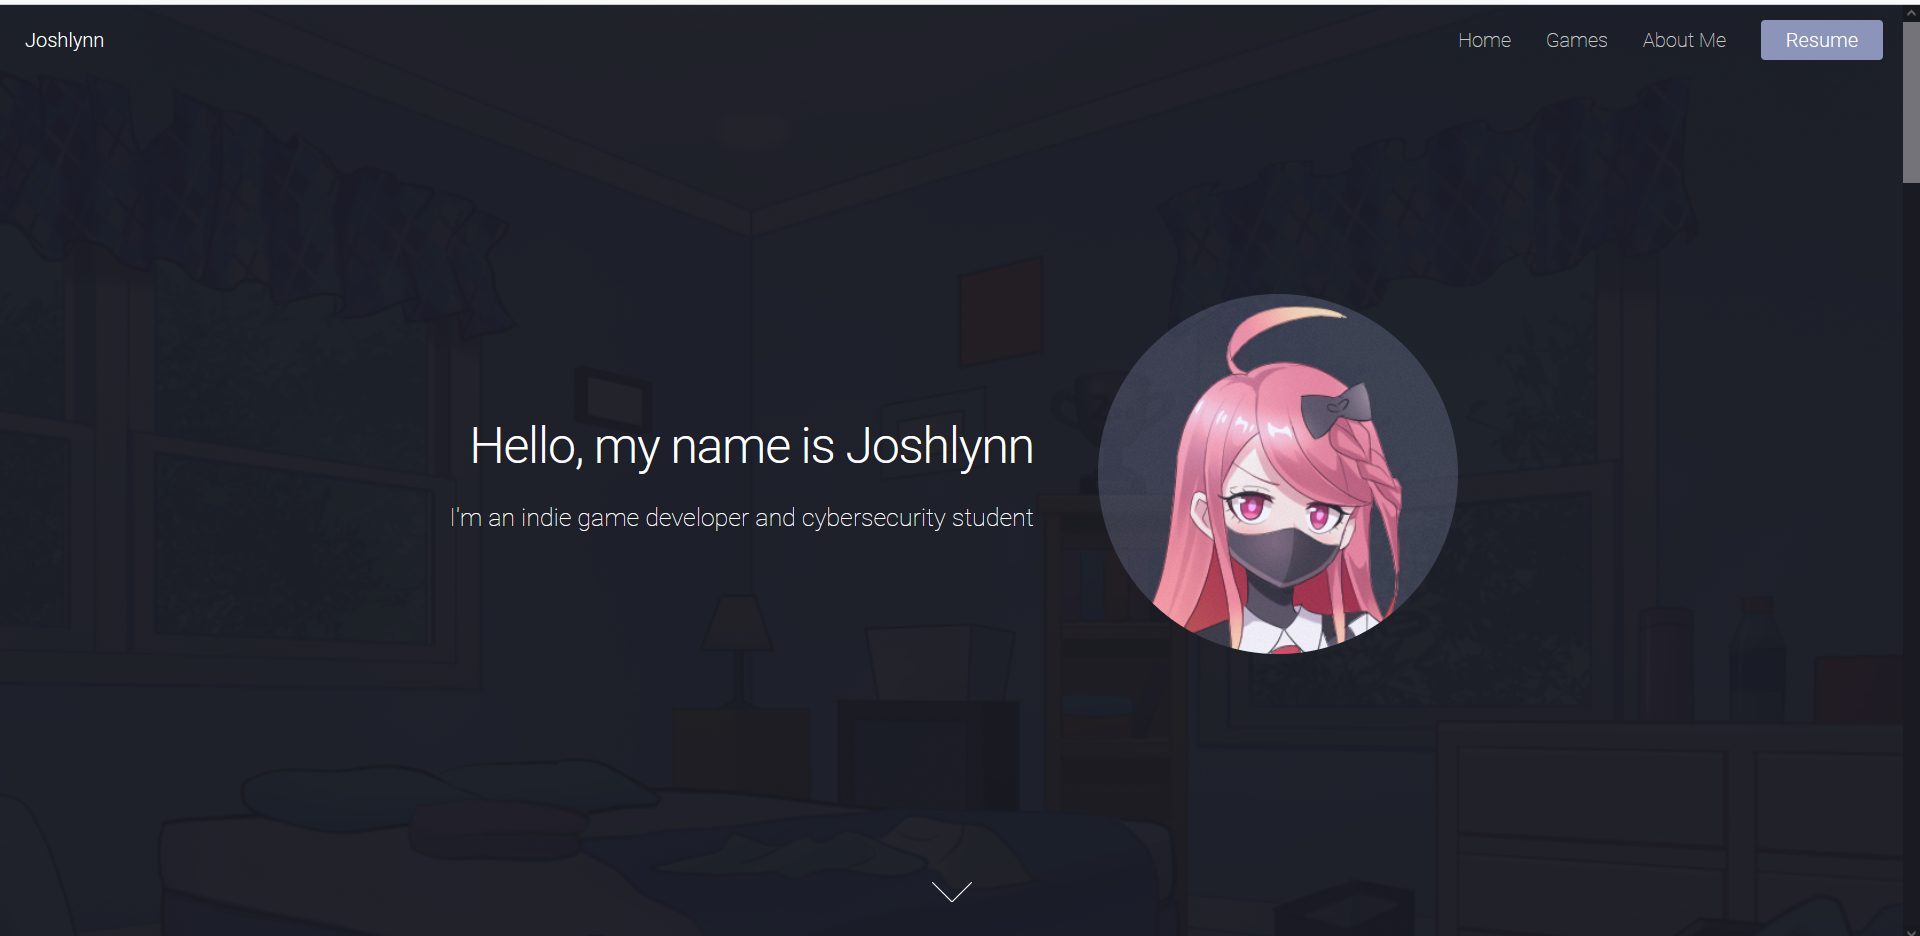 Joshlynn
Home
Games
About Me
Resume
Hello, my name is Joshlynn
I'm an indie game developer and cybersecurity student